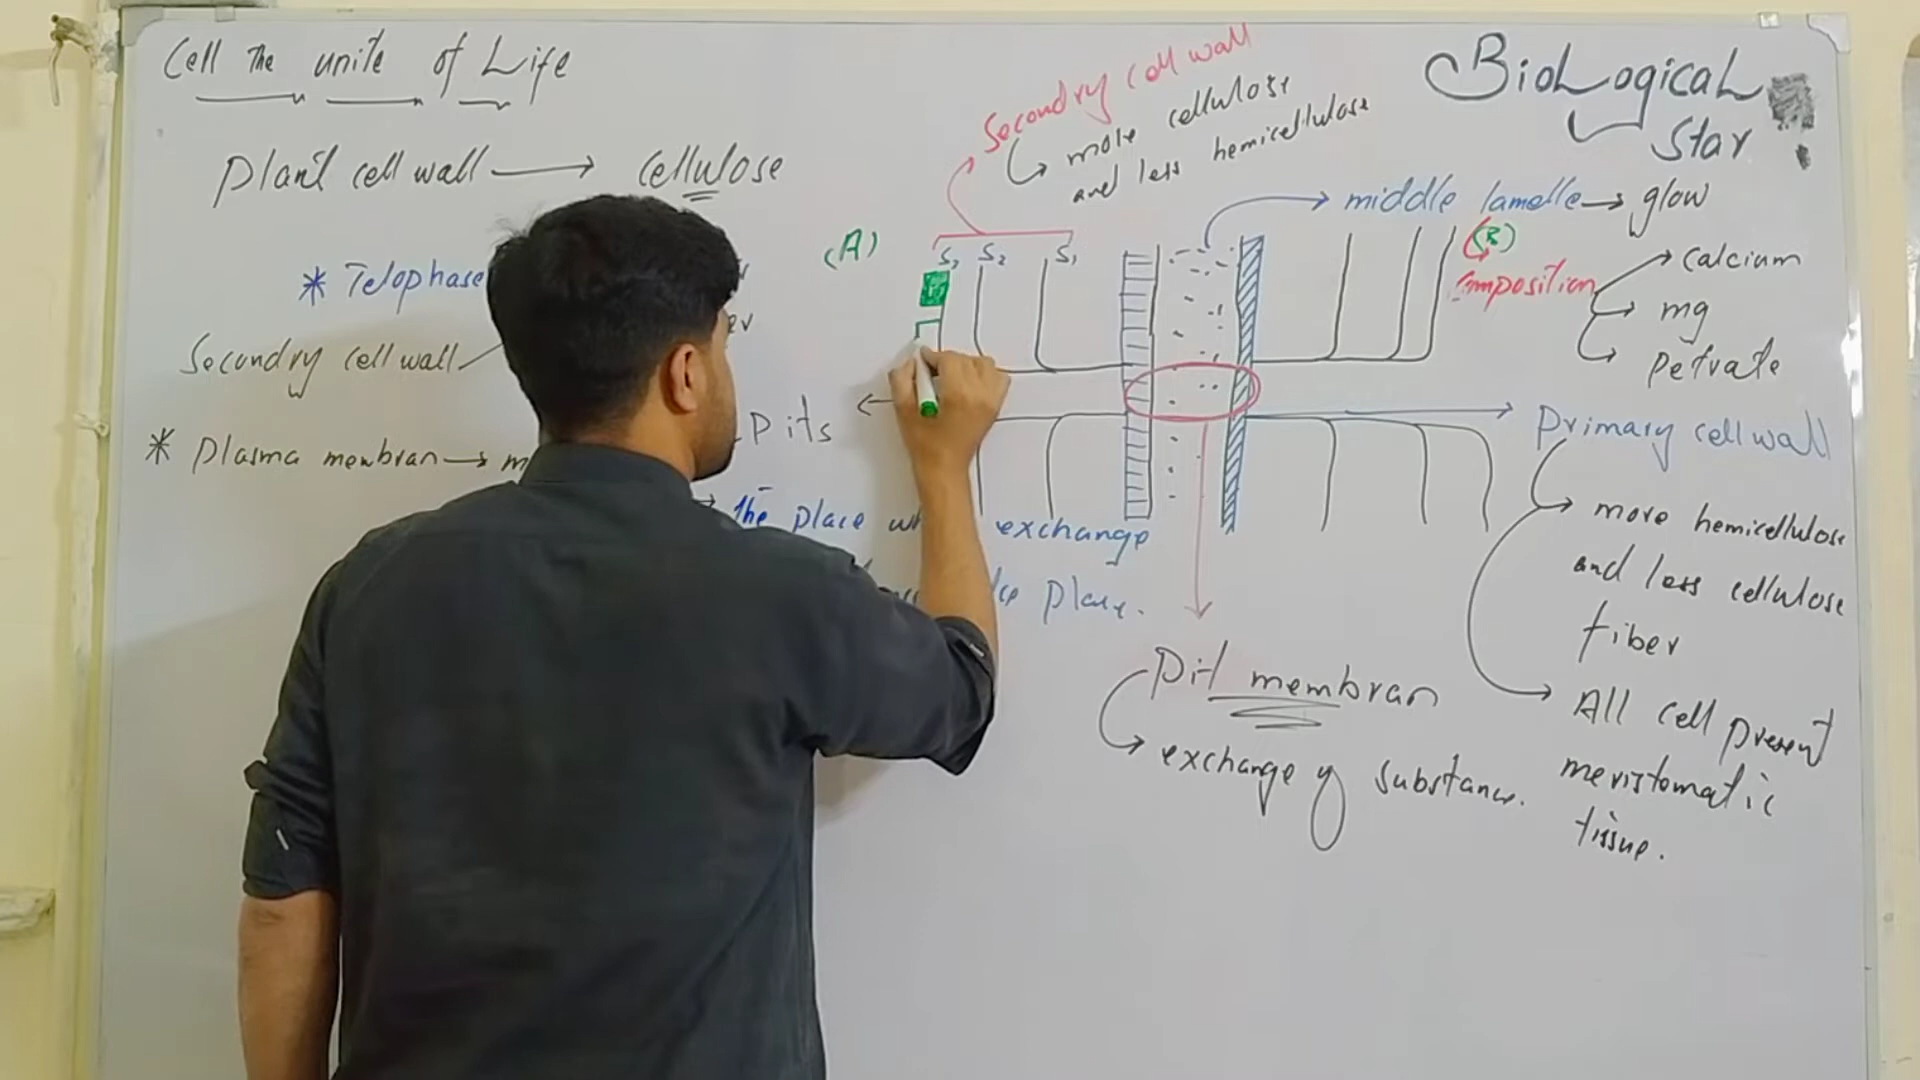 Cell The unite of Life
BioLogicaL
Star
Plant cell wall → cellulose
Secondry cell wall
more cellulose
and less hemicellulose
middle lamelle → glow
(A)
S3 S2 S1
(B)
Composition
calcium
mg
Petvate
* Telophase
Secondry cell wall
* Plasma membran →
Pits
the place exchange
place.
Primary cell wall
more hemicellulose
and less cellulose
fiber
All cell present
meristomatic
tissue.
Pit membran
exchange of substance.